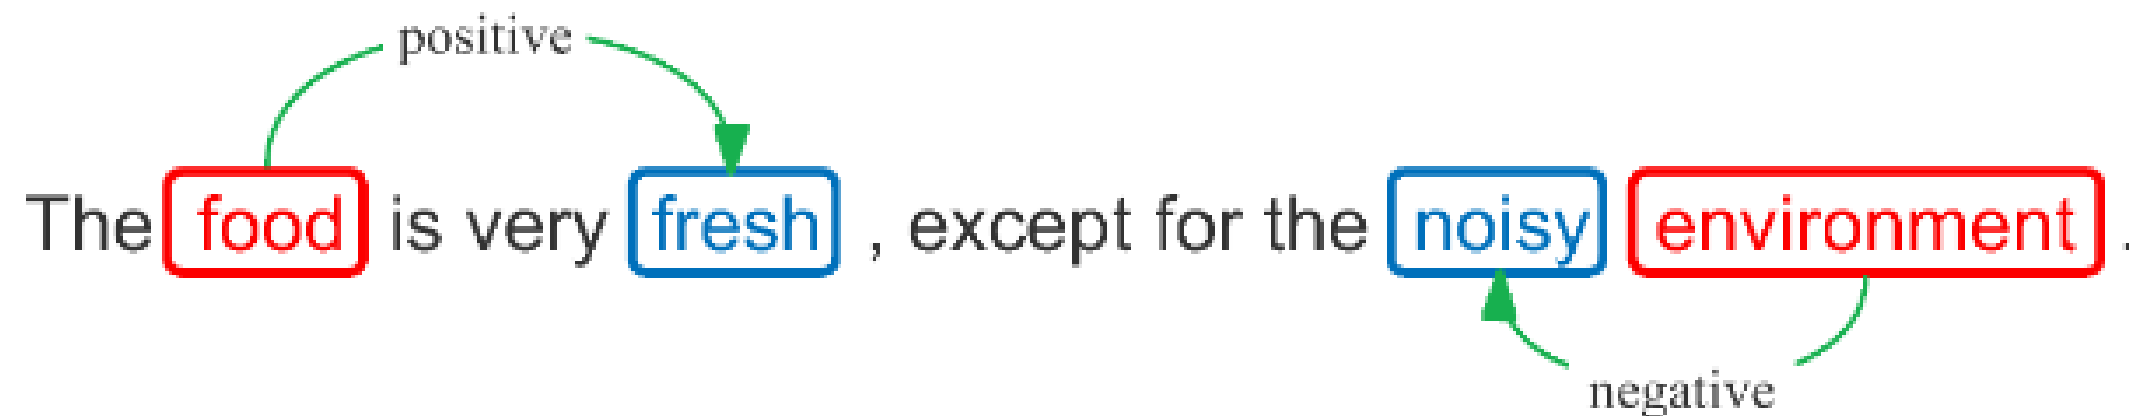 positive
The food is very fresh , except for the noisy environment .
negative